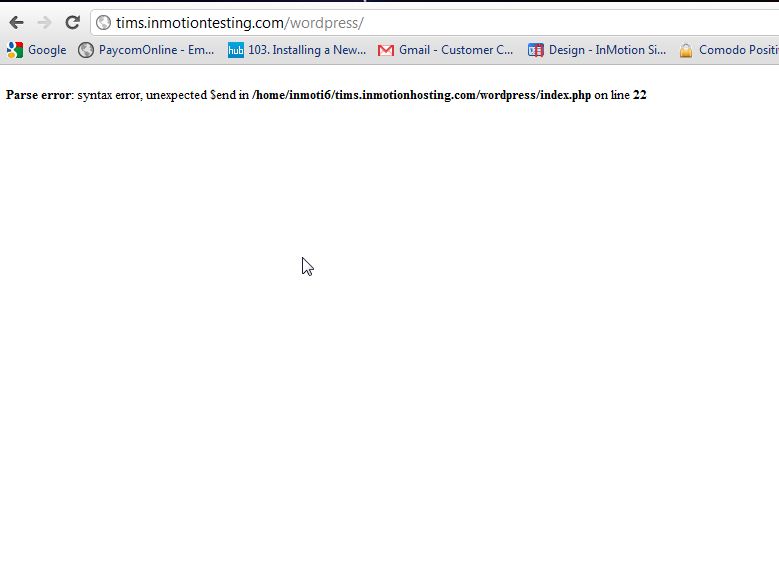 tims.inmotiontesting.com/wordpress/
Google PaycomOnline - Em... hub 103. Installing a New... Gmail - Customer C... Design - InMotion Si... Comodo Positi
Parse error: syntax error, unexpected $end in /home/inmoti6/tims.inmotionhosting.com/wordpress/index.php on line 22